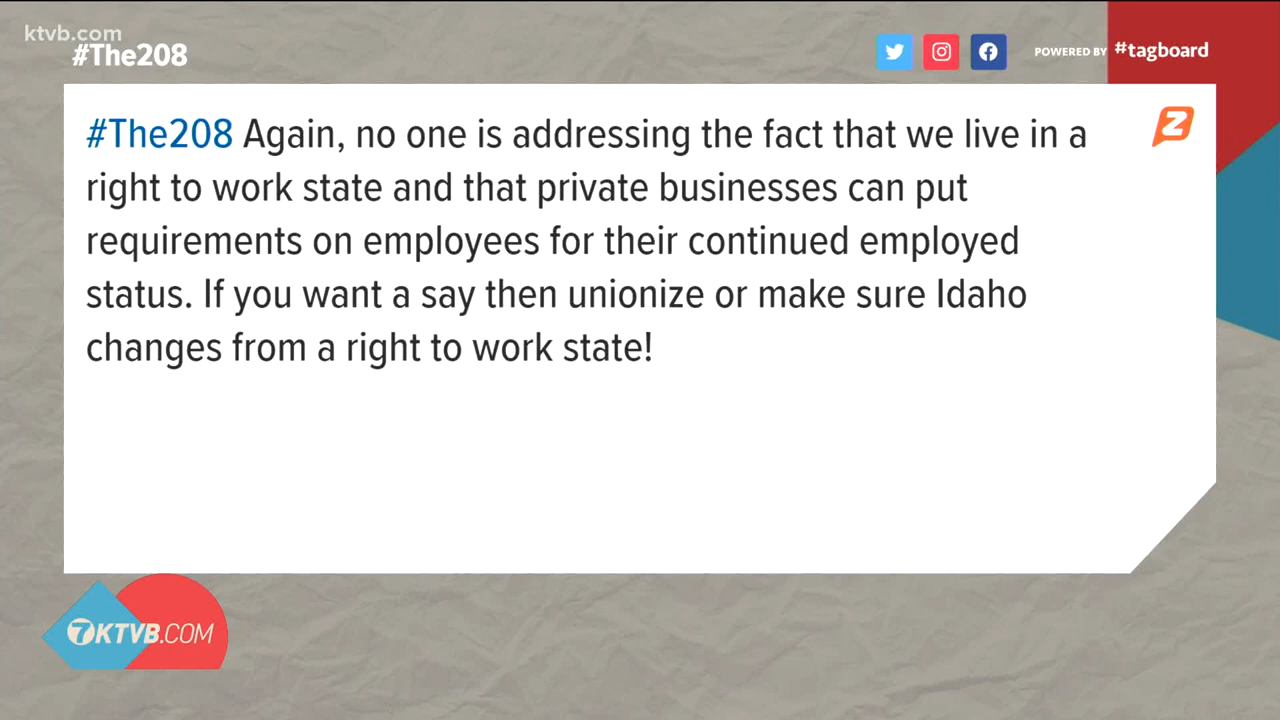 ktvb.com
#The208
POWERED BY #tagboard
#The208 Again, no one is addressing the fact that we live in a
right to work state and that private businesses can put
requirements on employees for their continued employed
status. If you want a say then unionize or make sure Idaho
changes from a right to work state!
Z
7KTVB.COM